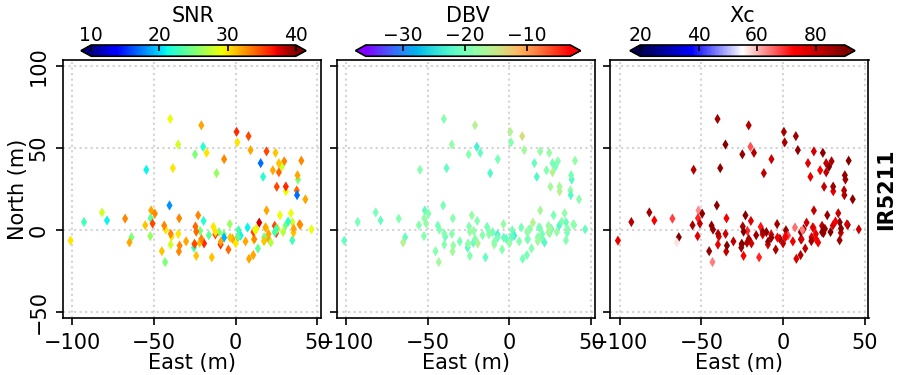 SNR DBV Xc
10 20 30 40 −30 −20 −10 20 40 60 80
100
50
0
−50
North (m)
IR5211
−100 −50 0 50 −100 −50 0 50 −100 −50 0
East (m) East (m) East (m)